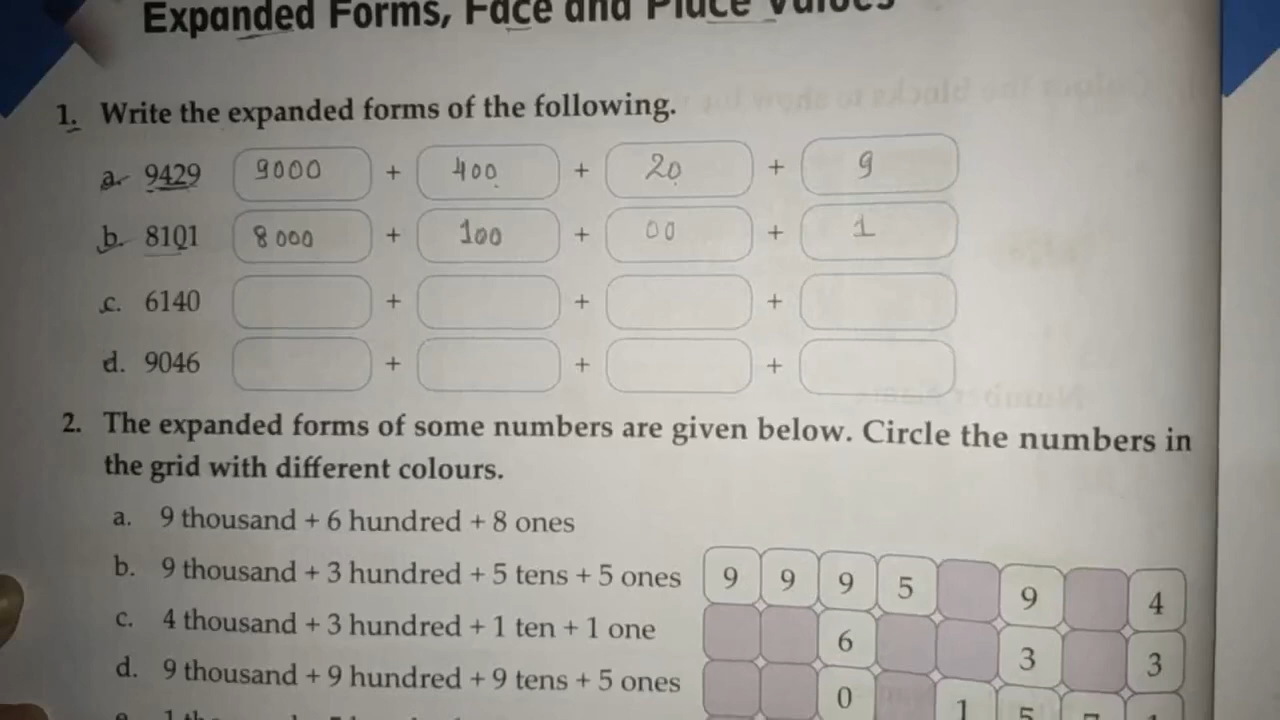 Expanded Forms, Face and Place Values
1. Write the expanded forms of the following.
a. 9429 9000 + 400 + 20 + 9
b. 8101 8000 + 100 + 00 + 1
c. 6140 + + +
d. 9046 + + +
2. The expanded forms of some numbers are given below. Circle the numbers in
the grid with different colours.
a. 9 thousand + 6 hundred + 8 ones
b. 9 thousand + 3 hundred + 5 tens + 5 ones
c. 4 thousand + 3 hundred + 1 ten + 1 one
d. 9 thousand + 9 hundred + 9 tens + 5 ones
9 9 9 5 9 4
6 3 3
0 1 5